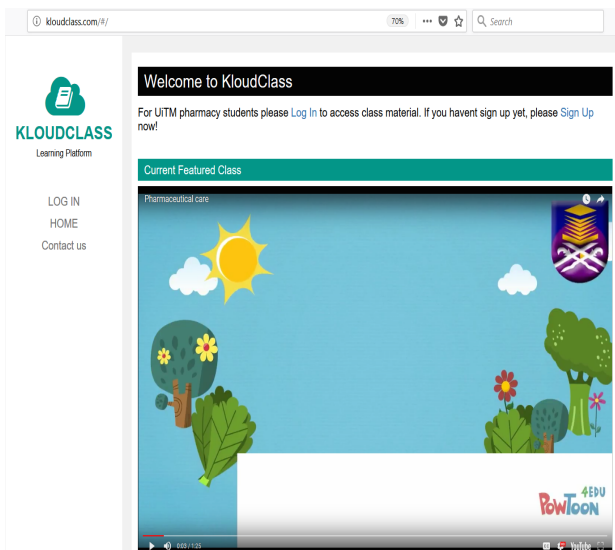 kloudclass.com/#/
70%
Search
KLOUDCLASS
Learning Platform
LOG IN
HOME
Contact us
Welcome to KloudClass
For UiTM pharmacy students please Log In to access class material. If you havent sign up yet, please Sign Up
now!
Current Featured Class
Pharmaceutical care
4EDU
POWTOON
0:03 / 1:25
YouTube